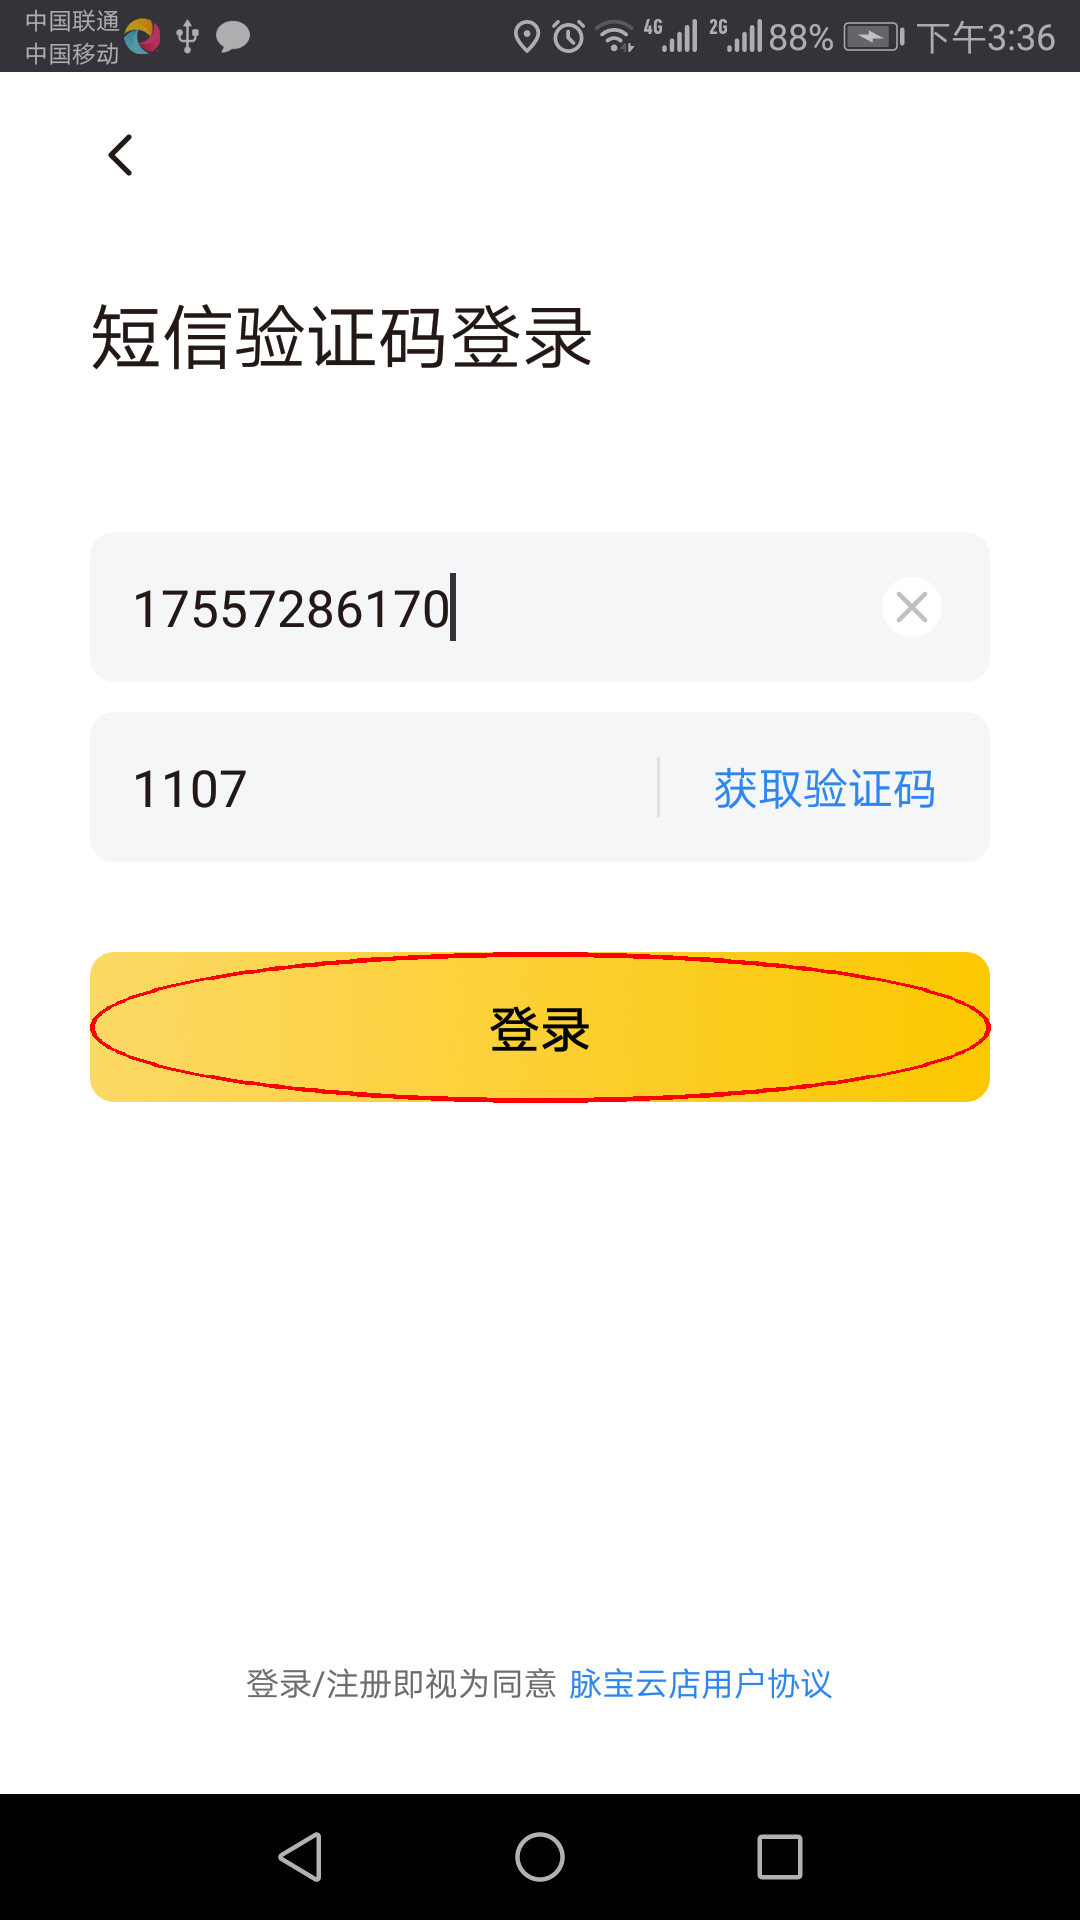 中国联通
中国移动
4G 2G 88% 下午3:36
短信验证码登录
17557286170
1107 获取验证码
登录
登录/注册即视为同意 脉宝云店用户协议